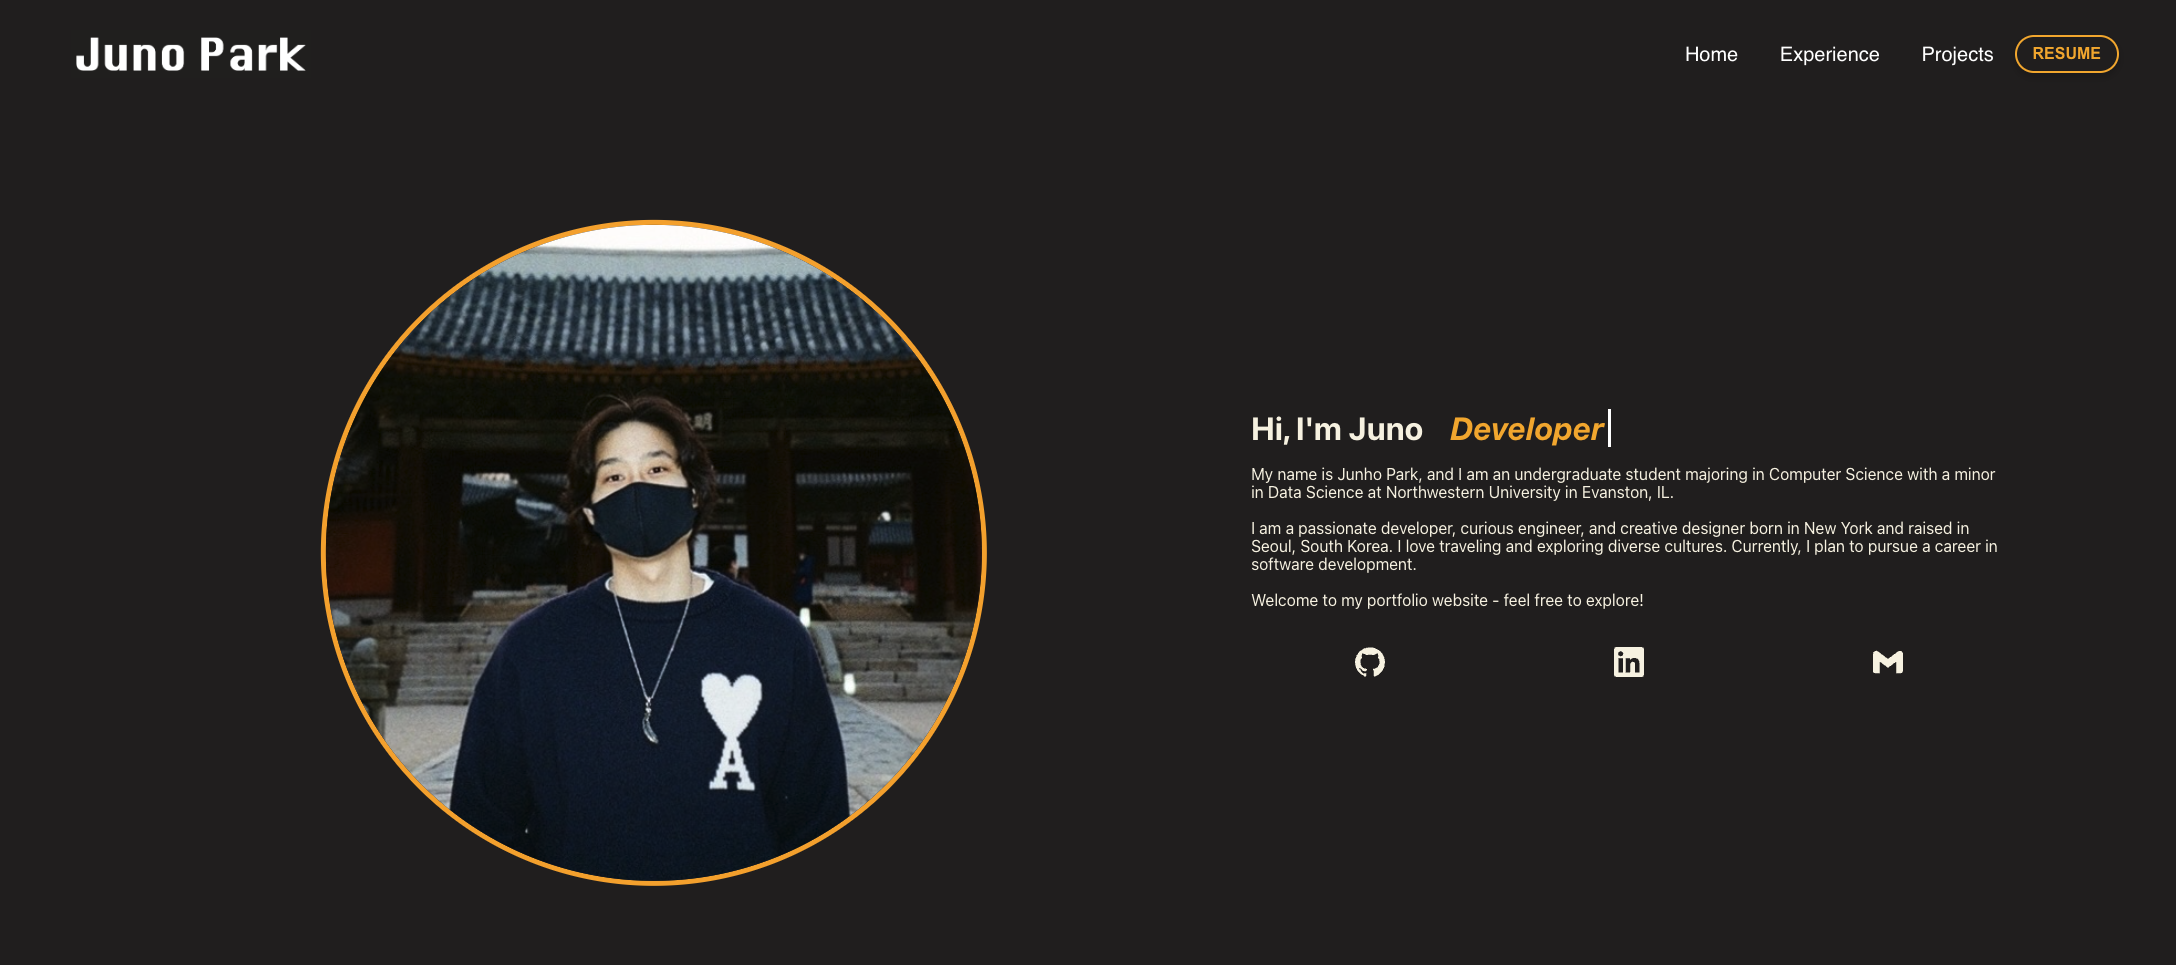 Juno Park
Home Experience Projects RESUME
Hi, I'm Juno Developer
My name is Junho Park, and I am an undergraduate student majoring in Computer Science with a minor
in Data Science at Northwestern University in Evanston, IL.
I am a passionate developer, curious engineer, and creative designer born in New York and raised in
Seoul, South Korea. I love traveling and exploring diverse cultures. Currently, I plan to pursue a career in
software development.
Welcome to my portfolio website - feel free to explore!
in
A